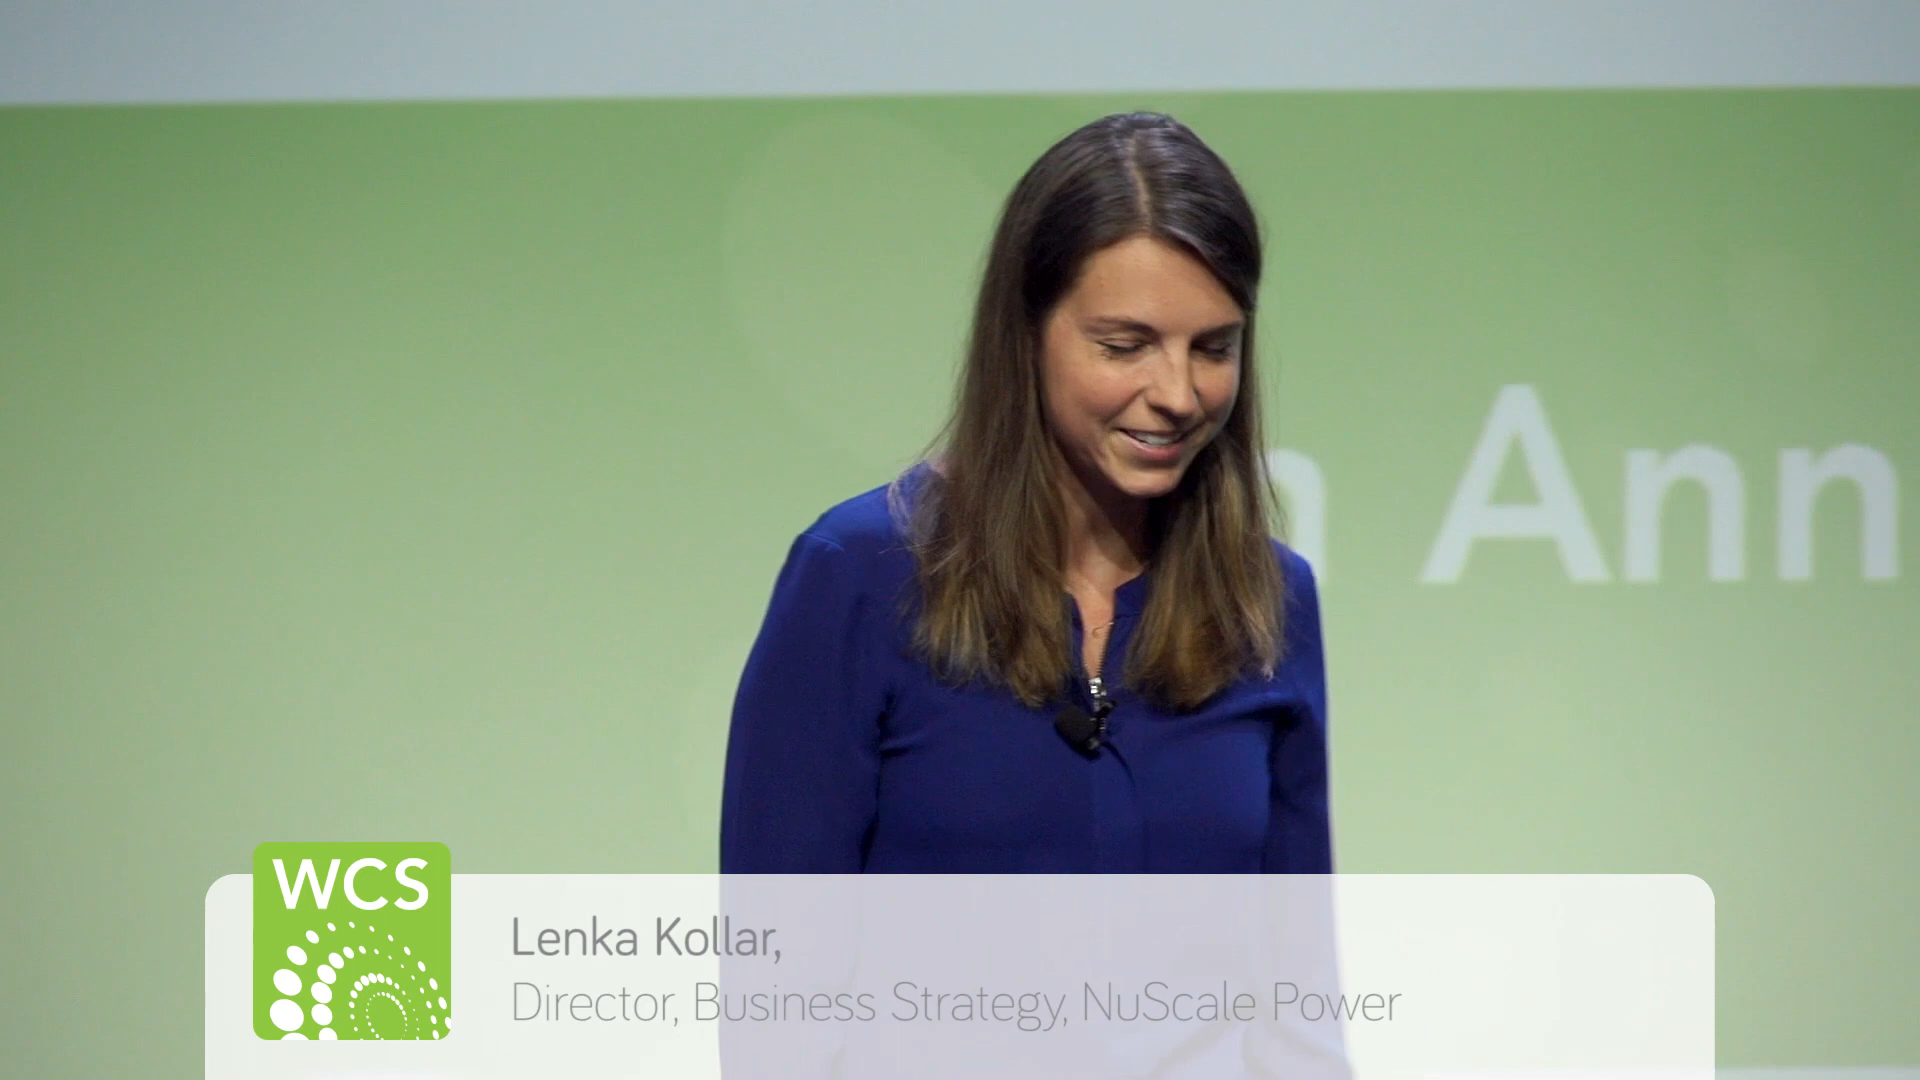 Ann
WCS
Lenka Kollar,
Director, Business Strategy, NuScale Power